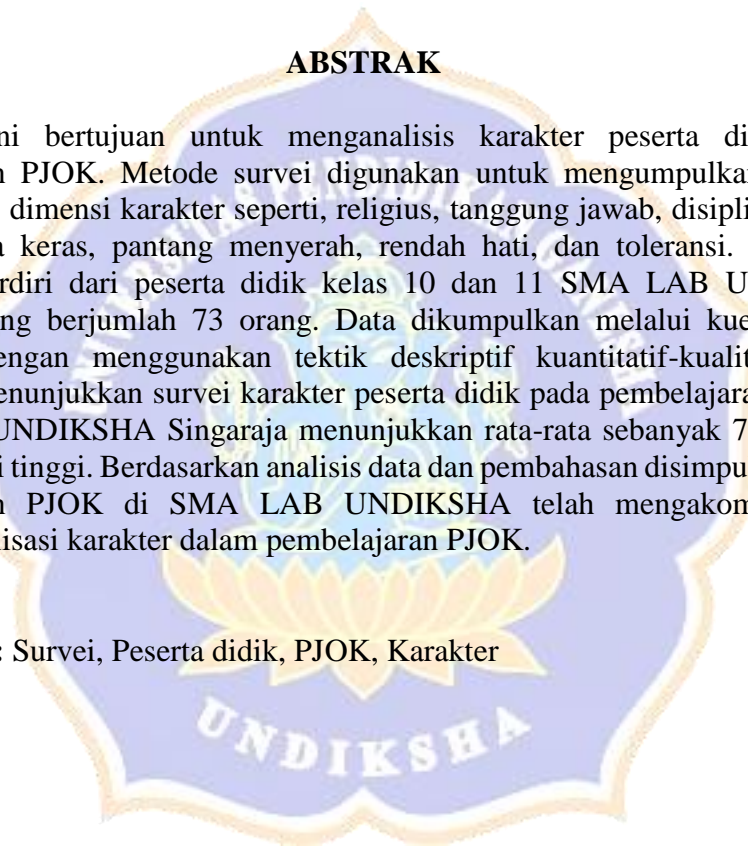 ABSTRAK
ni bertujuan untuk menganalisis karakter peserta di
PJOK. Metode survei digunakan untuk mengumpulkan
dimensi karakter seperti, religius, tanggung jawab, disipli
keras, pantang menyerah, rendah hati, dan toleransi.
rdiri dari peserta didik kelas 10 dan 11 SMA LAB U
ng berjumlah 73 orang. Data dikumpulkan melalui kue
engan menggunakan tektik deskriptif kuantitatif-kualit
enunjukkan survei karakter peserta didik pada pembelajara
UNDIKSHA Singaraja menunjukkan rata-rata sebanyak 7
i tinggi. Berdasarkan analisis data dan pembahasan disimpu
PJOK di SMA LAB UNDIKSHA telah mengakom
lisasi karakter dalam pembelajaran PJOK.
: Survei, Peserta didik, PJOK, Karakter
UNIVERSITAS PENDIDIKAN GANESHA
UNDIKSHA